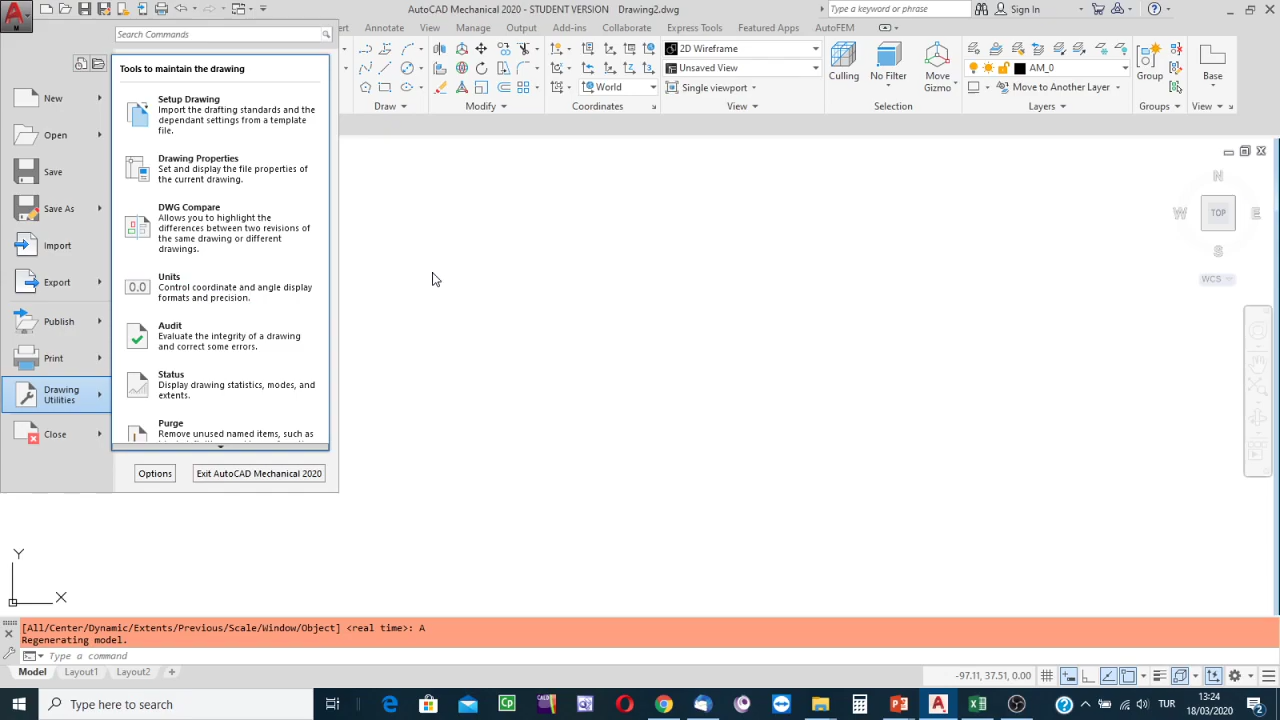 AutoCAD Mechanical 2020 - STUDENT VERSION Drawing2.dwg
Type a key or phrase
Sign In
Annotate
View
Manage
Output
Add-ins
Collaborate
Express Tools
Featured Apps
AutoFEM
Search Commands
Tools to maintain the drawing
New
Open
Save
Save As
Import
Export
Publish
Print
Drawing
Utilities
Close
Setup Drawing
Import the drafting standards and the
dependant settings from a template
file.
Drawing Properties
Set and display the file properties of
the current drawing.
DWG Compare
Allows you to highlight the
differences between two revisions of
the same drawing or different
drawings.
Units
Control coordinate and angle display
formats and precision.
0.0
Audit
Evaluate the integrity of a drawing
and correct some errors.
Status
Display drawing statistics, modes, and
extents.
Purge
Remove unused named items, such as
Options
Exit AutoCAD Mechanical 2020
2D Wireframe
Unsaved View
World
Single viewport
Culling
No Filter
Move
Gizmo
AM_0
Move to Another Layer
Group
Base
Draw
Modify
Coordinates
View
Selection
Layers
Groups
View
N
W
TOP
E
S
WCS
Y
X
[All/Center/Dynamic/Extents/Previous/Scale/Window/Object] <real time>: A
Regenerating model.
Type a command
Model
Layout1
Layout2
-97.11, 37.51, 0.00
Type here to search
TUR
13:24
18/03/2020
2